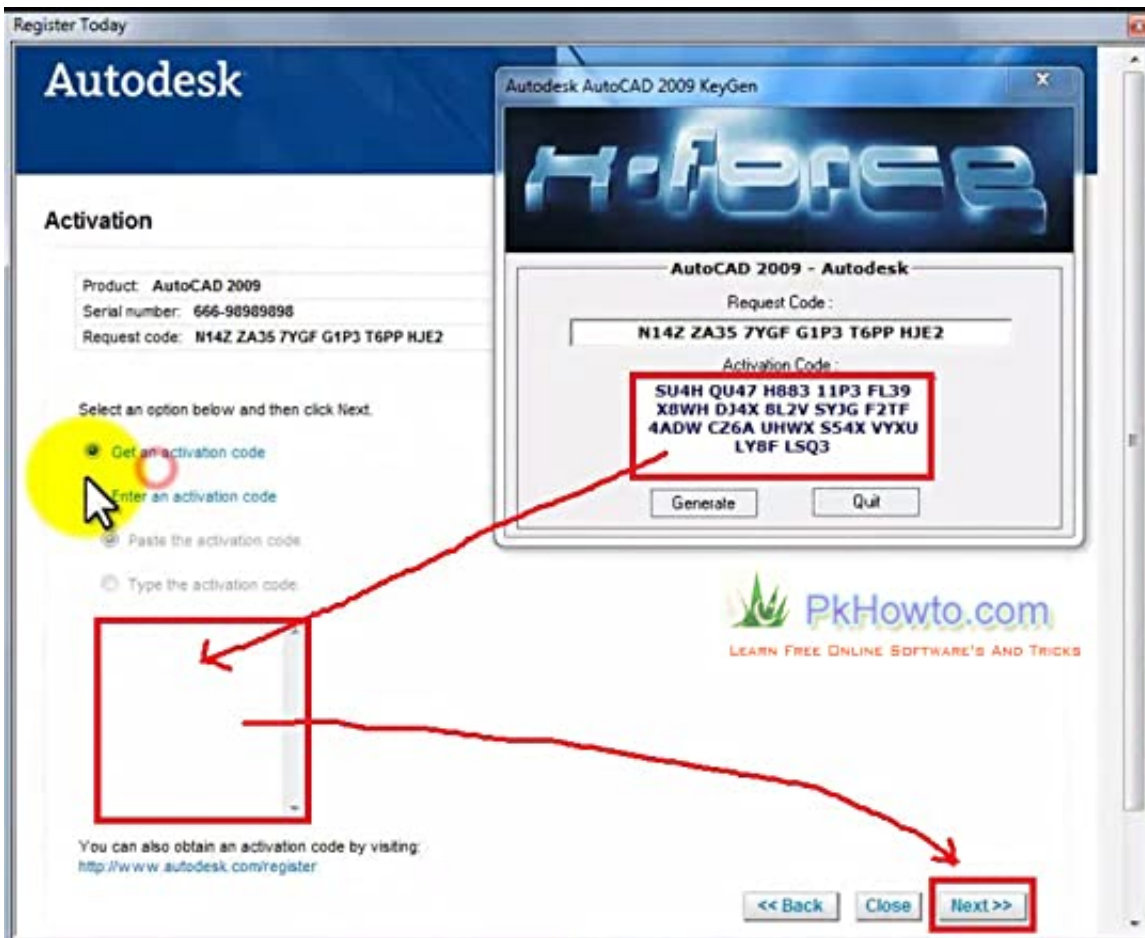 Register Today
Autodesk
Activation
Product: AutoCAD 2009
Serial number: 666-98989898
Request code: N14Z ZA35 7YGF G1P3 T6PP HJE2
Select an option below and then click Next.
Get an activation code
Enter an activation code
Paste the activation code
Type the activation code.
You can also obtain an activation code by visiting:
http://www.autodesk.com/register
Autodesk AutoCAD 2009 KeyGen
X-force
AutoCAD 2009 - Autodesk
Request Code :
N14Z ZA35 7YGF G1P3 T6PP HJE2
Activation Code :
SU4H QU47 H883 11P3 FL39
X8WH DJ4X 8L2V SYJG F2TF
4ADW CZ6A UHWX S54X VYXU
LY8F LSQ3
Generate
Quit
PkHowto.com
Learn Free Online Software's And Tricks
<< Back
Close
Next >>